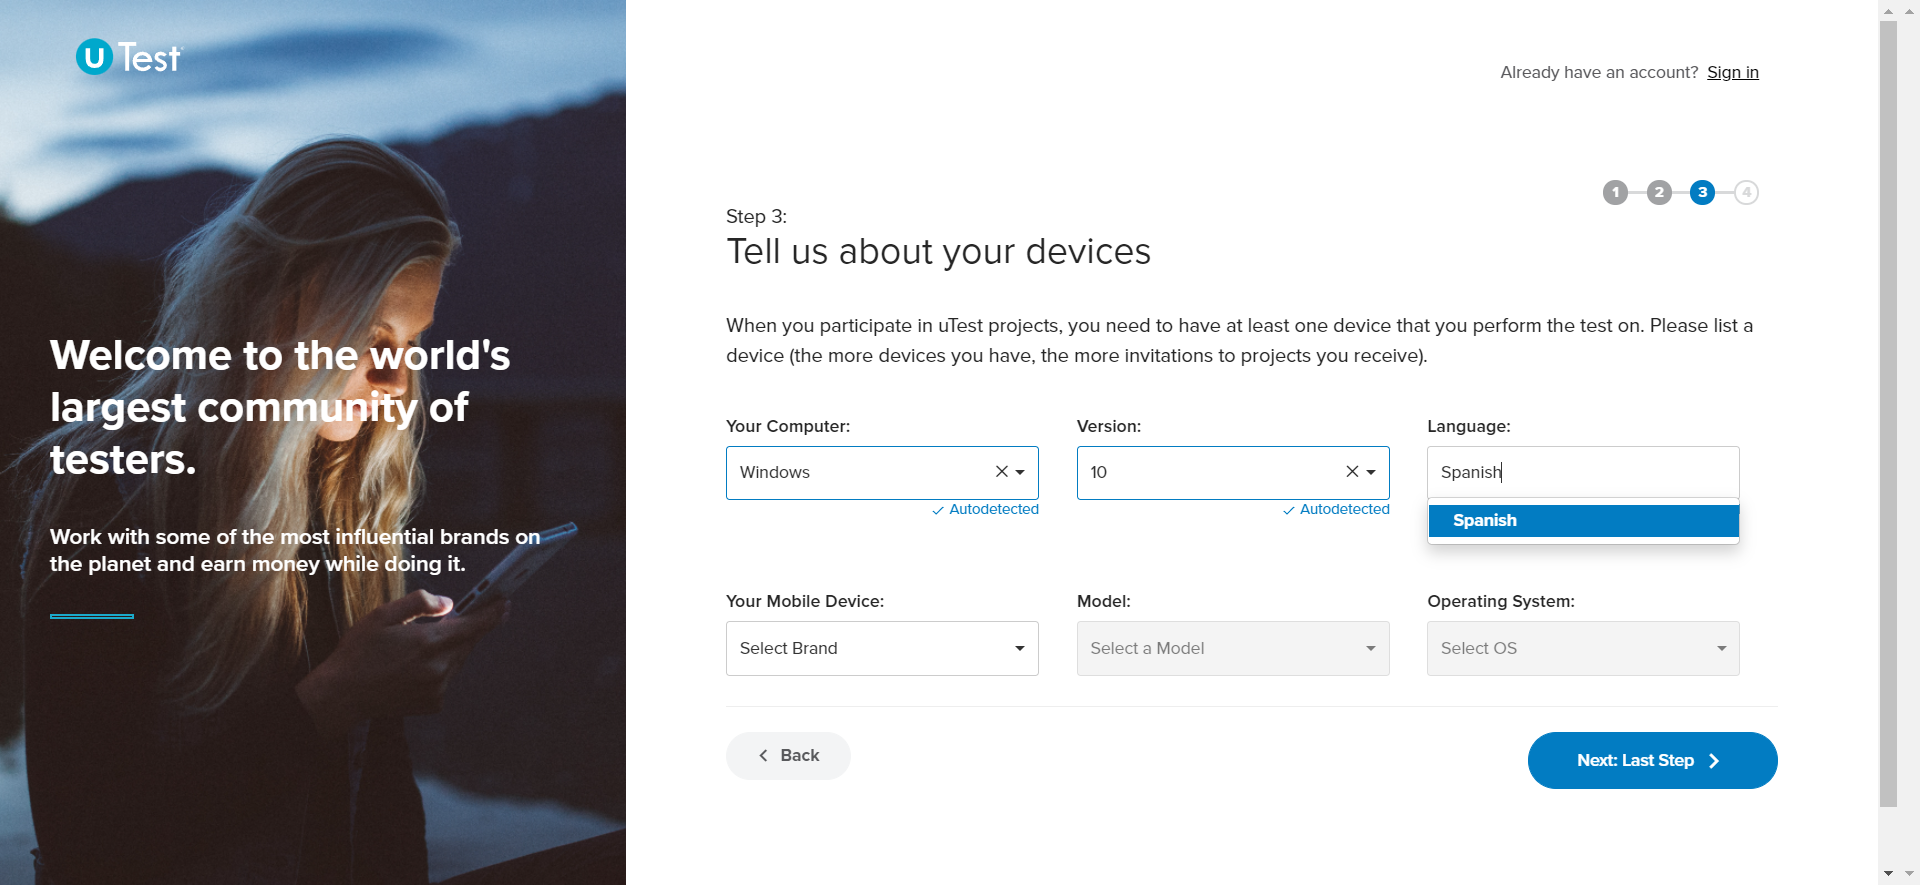 U Test
Already have an account? Sign in
1 2 3 4
Step 3:
Tell us about your devices
Welcome to the world's
largest community of
testers.
Work with some of the most influential brands on
the planet and earn money while doing it.
When you participate in uTest projects, you need to have at least one device that you perform the test on. Please list a
device (the more devices you have, the more invitations to projects you receive).
Your Computer: Version: Language:
Windows 10 Spanish
Autodetected Autodetected
Spanish
Your Mobile Device: Model: Operating System:
Select Brand Select a Model Select OS
Back Next: Last Step